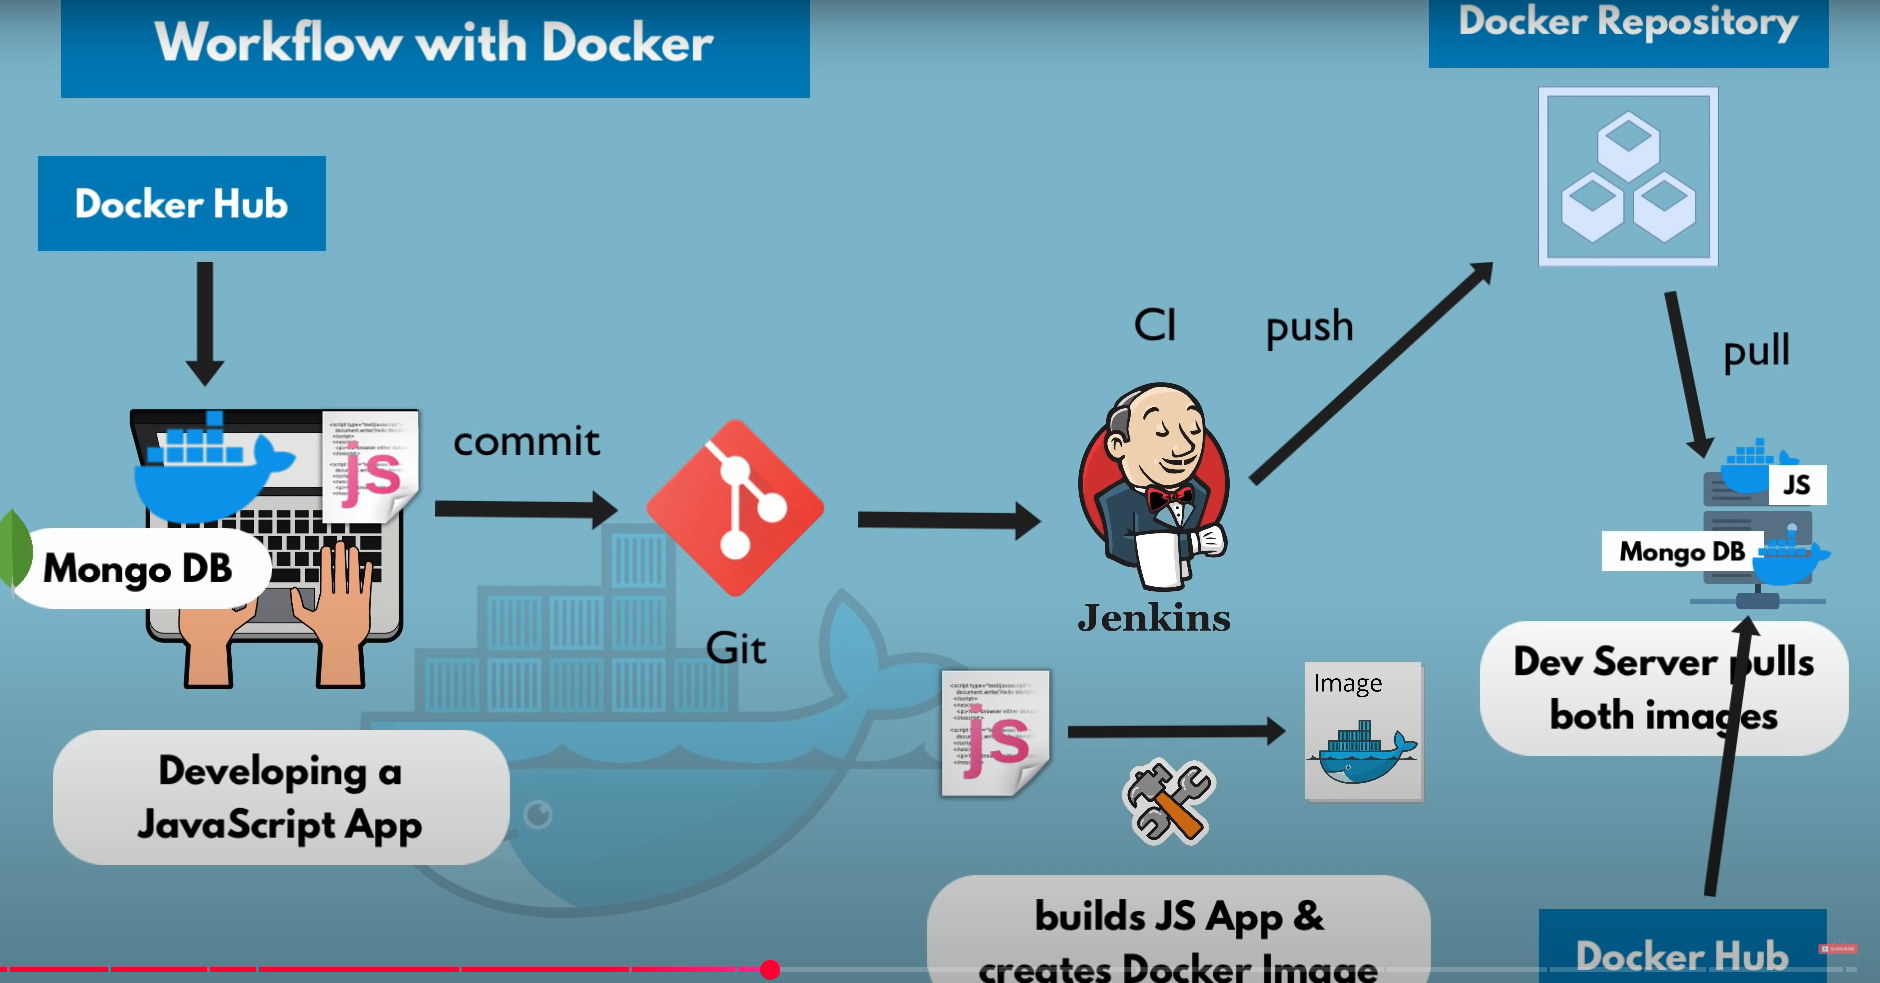 Workflow with Docker
Docker Repository
Docker Hub
CI
push
pull
commit
js
JS
Mongo DB
Mongo DB
Jenkins
Git
Dev Server pulls
both images
js
Image
Developing a
JavaScript App
builds JS App &
creates Docker Image
Docker Hub
SUBSCRIBE